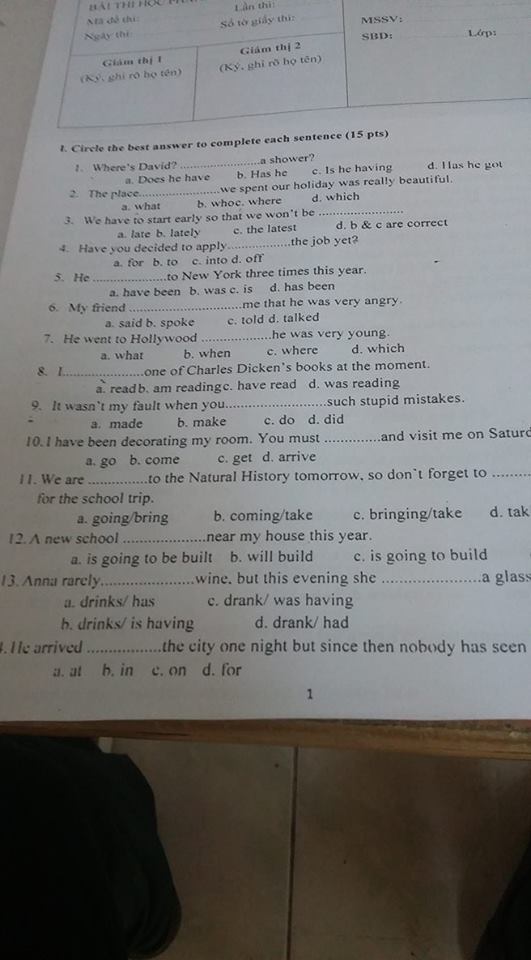 BÀI THI HỌC
Lần thi:
Mã đề thi:
Số tờ giấy thi:
MSSV:
Ngày thi:
SBD: Lớp:
Giám thị 1
Giám thị 2
(Ký, ghi rõ họ tên)
(Ký, ghi rõ họ tên)
I. Circle the best answer to complete each sentence (15 pts)
1. Where's David? ........................a shower?
a. Does he have b. Has he c. Is he having d. Has he got
2. The place........................we spent our holiday was really beautiful.
a. what b. whoc. where d. which
3. We have to start early so that we won't be ........................
a. late b. lately c. the latest d. b & c are correct
4. Have you decided to apply..................the job yet?
a. for b. to c. into d. off
5. He .....................to New York three times this year.
a. have been b. was c. is d. has been
6. My friend ................................me that he was very angry.
a. said b. spoke c. told d. talked
7. He went to Hollywood ....................he was very young.
a. what b. when c. where d. which
8. I.......................one of Charles Dicken's books at the moment.
a. readb. am readingc. have read d. was reading
9. It wasn't my fault when you............................such stupid mistakes.
a. made b. make c. do d. did
10. I have been decorating my room. You must ..............and visit me on Saturd
a. go b. come c. get d. arrive
11. We are ................to the Natural History tomorrow, so don`t forget to .........
for the school trip.
a. going/bring b. coming/take c. bringing/take d. tak
12. A new school ......................near my house this year.
a. is going to be built b. will build c. is going to build
13. Anna rarely........................wine, but this evening she .........................a glass
a. drinks/ has c. drank/ was having
b. drinks/ is having d. drank/ had
4. He arrived ..................the city one night but since then nobody has seen
a. at b. in c. on d. for
1